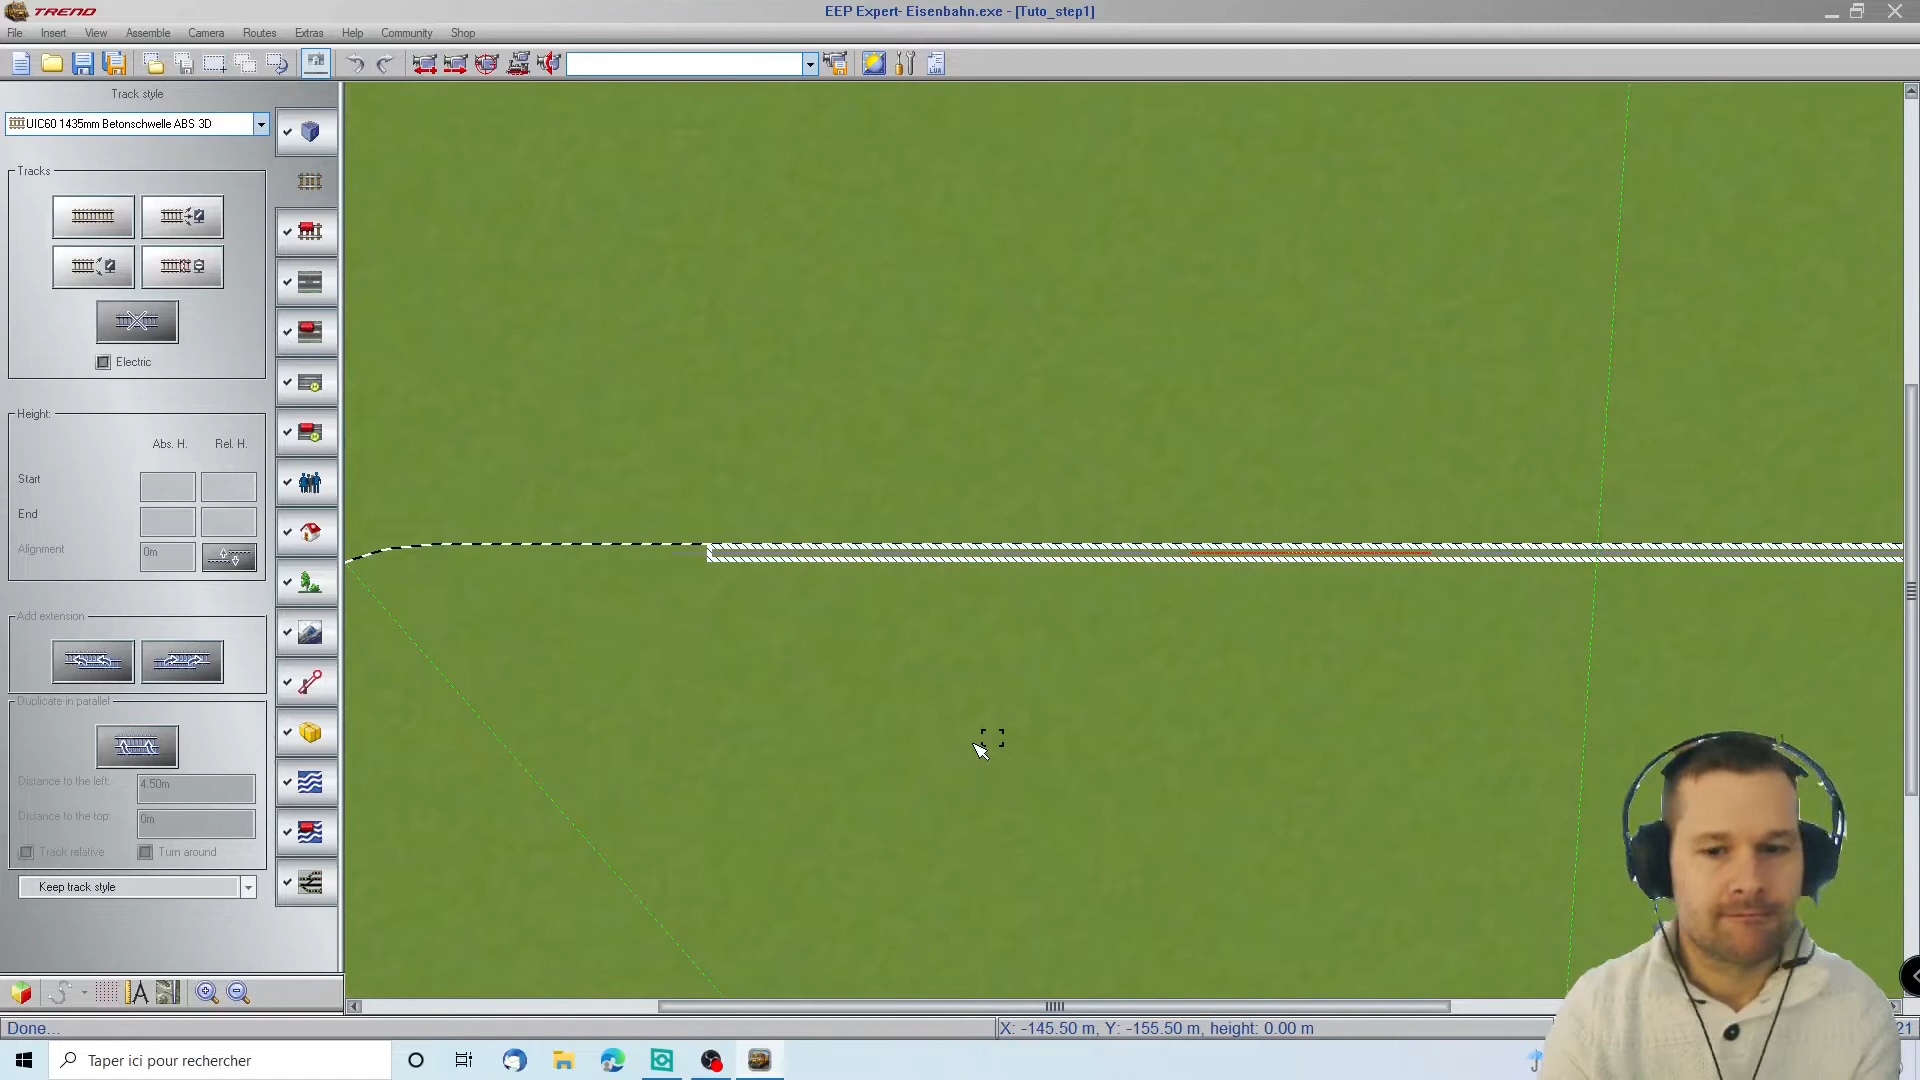 TREND
EEP Expert- Eisenbahn.exe - [Tuto_step1]
File Insert View Assemble Camera Routes Extras Help Community Shop
LUA
Track style
UIC60 1435mm Betonschwelle ABS 3D
Tracks
Electric
Height:
Abs. H. Rel. H.
Start
End
Alignment 0m
Add extension
Duplicate in parallel
Distance to the left: 4.50m
Distance to the top: 0m
Track relative Turn around
Keep track style
Done...
X: -145.50 m, Y: -155.50 m, height: 0.00 m
21
Taper ici pour rechercher